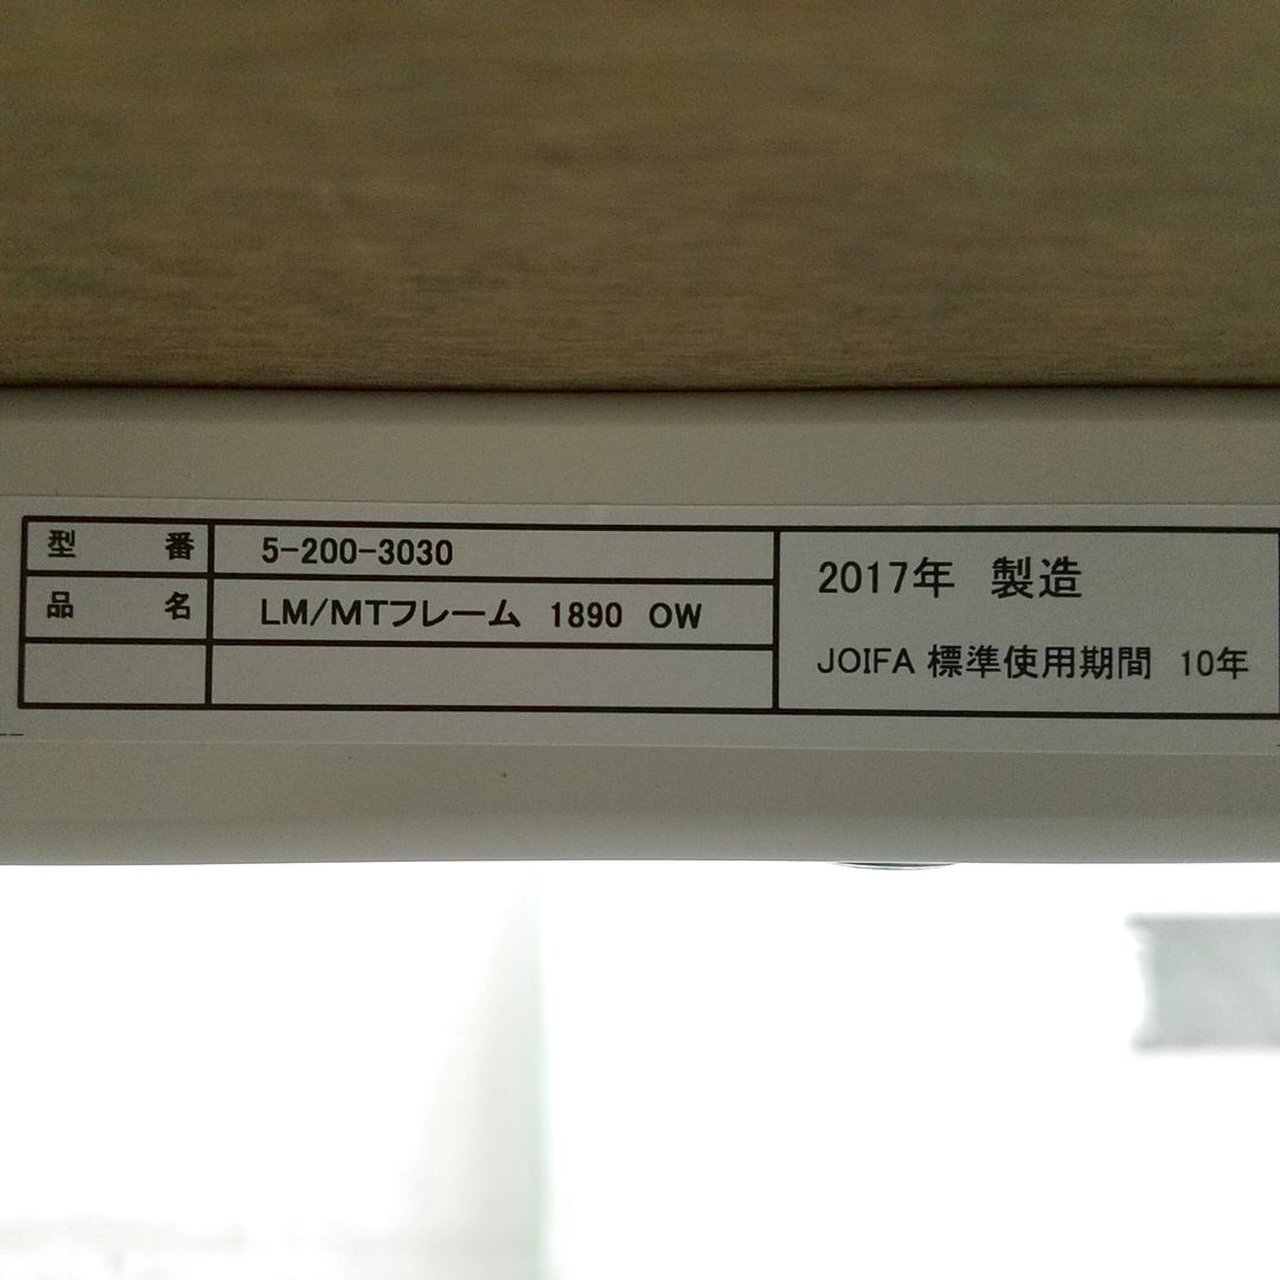 型 番 5-200-3030
品 名 LM/MTフレーム 1890 OW
2017年 製造
JOIFA 標準使用期間 10年